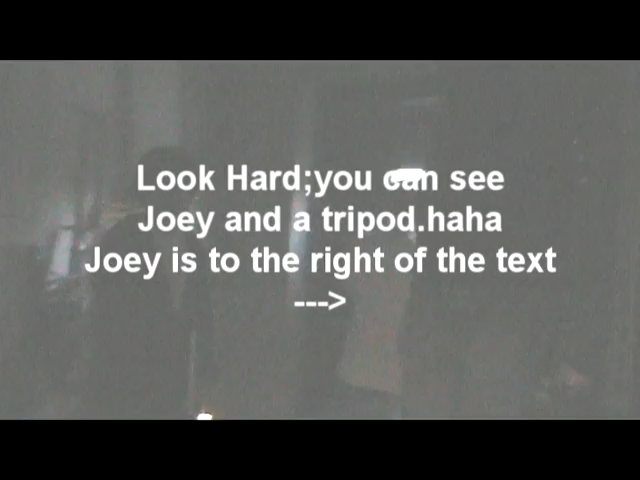 Look Hard;you can see
Joey and a tripod.haha
Joey is to the right of the text
--->